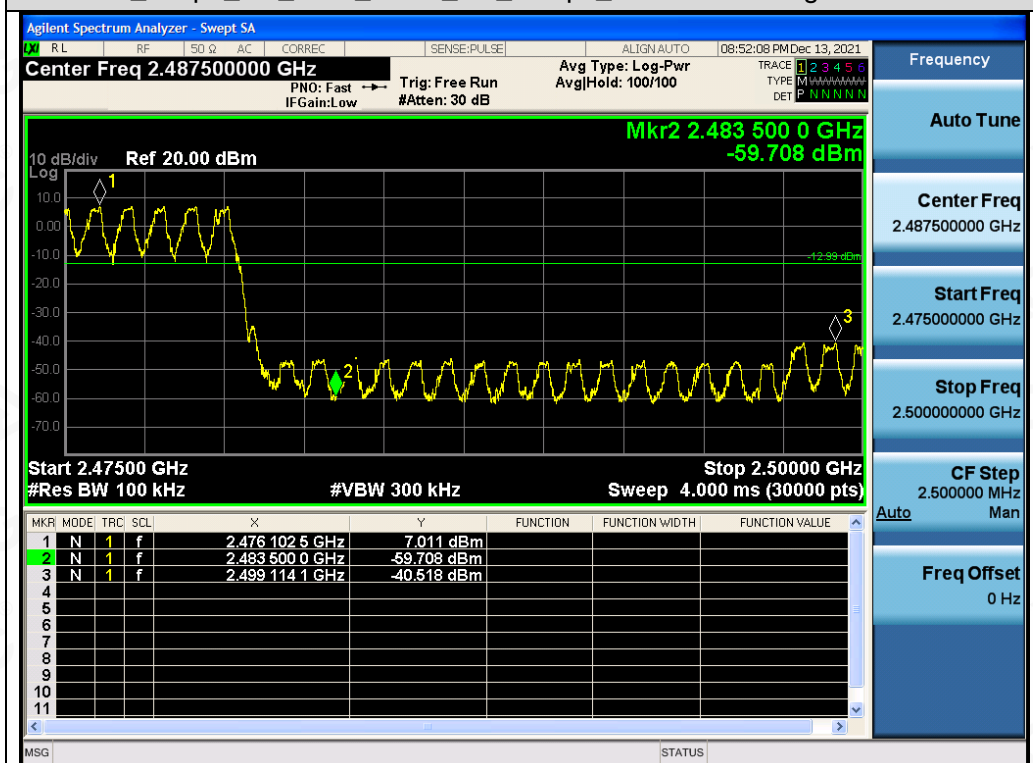 Agilent Spectrum Analyzer - Swept SA
LXI RL RF 50 Ω AC CORREC SENSE:PULSE ALIGN AUTO 08:52:08 PM Dec 13, 2021
Center Freq 2.487500000 GHz
PNO: Fast
IFGain:Low
Trig: Free Run
#Atten: 30 dB
Avg Type: Log-Pwr
Avg|Hold: 100/100
TRACE 1 2 3 4 5 6
TYPE M
DET P N N N N N
Mkr2 2.483 500 0 GHz
-59.708 dBm
10 dB/div Ref 20.00 dBm
Log
10.0
0.00
-10.0
-20.0
-30.0
-40.0
-50.0
-60.0
-70.0
1
2
3
-12.99 dBm
Start 2.47500 GHz Stop 2.50000 GHz
#Res BW 100 kHz #VBW 300 kHz Sweep 4.000 ms (30000 pts)
MKR MODE TRC SCL X Y FUNCTION FUNCTION WIDTH FUNCTION VALUE
1 N 1 f 2.476 102 5 GHz 7.011 dBm
2 N 1 f 2.483 500 0 GHz -59.708 dBm
3 N 1 f 2.499 114 1 GHz -40.518 dBm
4
5
6
7
8
9
10
11
MSG STATUS
Frequency
Auto Tune
Center Freq
2.487500000 GHz
Start Freq
2.475000000 GHz
Stop Freq
2.500000000 GHz
CF Step
2.500000 MHz
Auto Man
Freq Offset
0 Hz